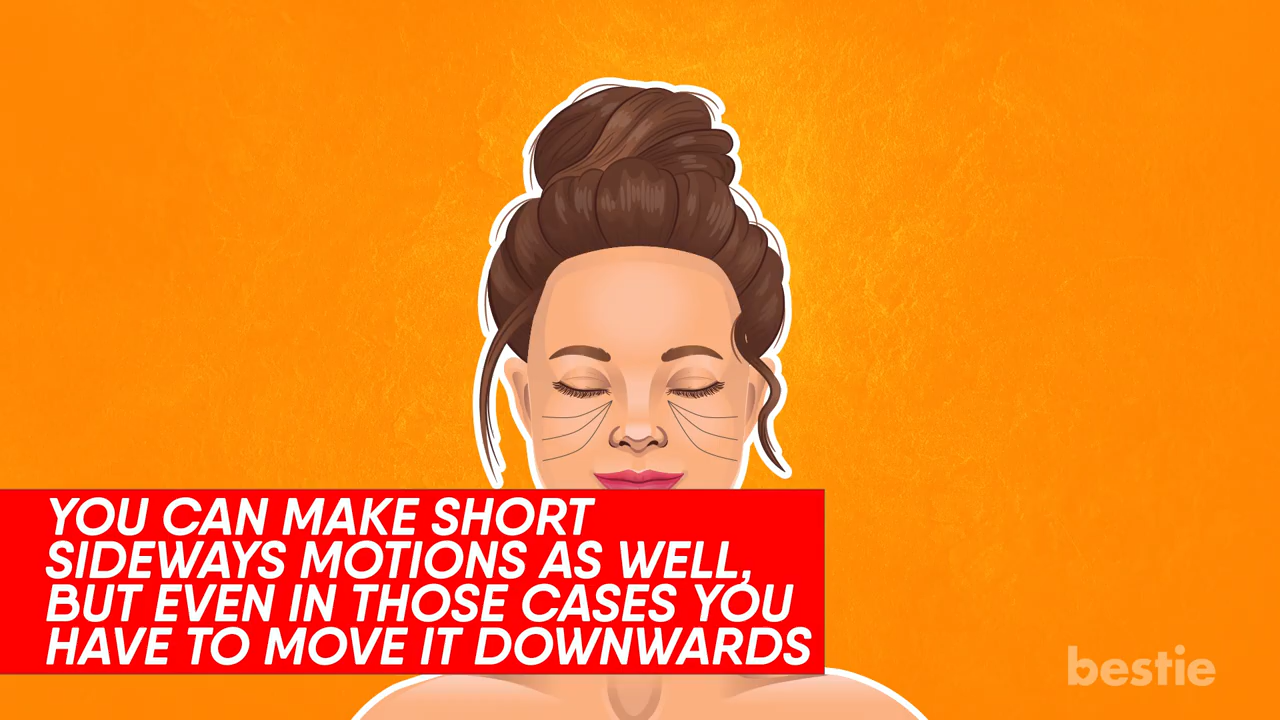 YOU CAN MAKE SHORT
SIDEWAYS MOTIONS AS WELL,
BUT EVEN IN THOSE CASES YOU
HAVE TO MOVE IT DOWNWARDS
bestie